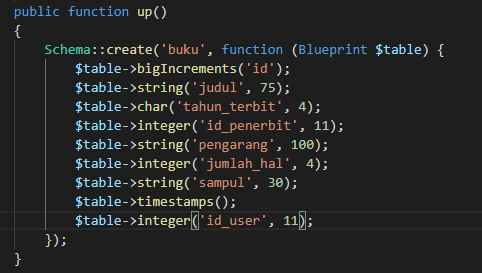 public function up()
{
    Schema::create('buku', function (Blueprint $table) {
        $table->bigIncrements('id');
        $table->string('judul', 75);
        $table->char('tahun_terbit', 4);
        $table->integer('id_penerbit', 11);
        $table->string('pengarang', 100);
        $table->integer('jumlah_hal', 4);
        $table->string('sampul', 30);
        $table->timestamps();
        $table->integer('id_user', 11);
    });
}